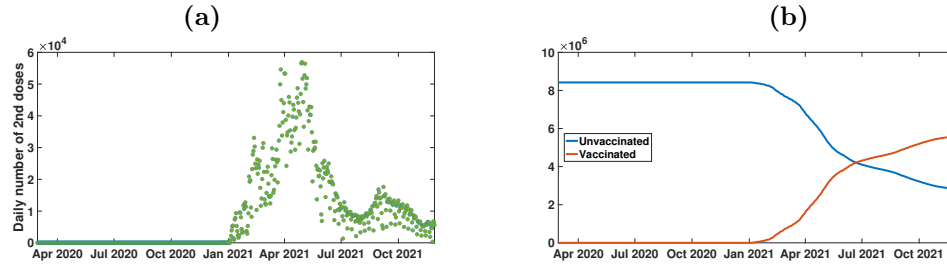 (a)
Daily number of 2nd doses
×10⁴
6
5
4
3
2
1
0
Apr 2020 Jul 2020 Oct 2020 Jan 2021 Apr 2021 Jul 2021 Oct 2021
(b)
×10⁶
10
8
6
4
2
0
Unvaccinated
Vaccinated
Apr 2020 Jul 2020 Oct 2020 Jan 2021 Apr 2021 Jul 2021 Oct 2021